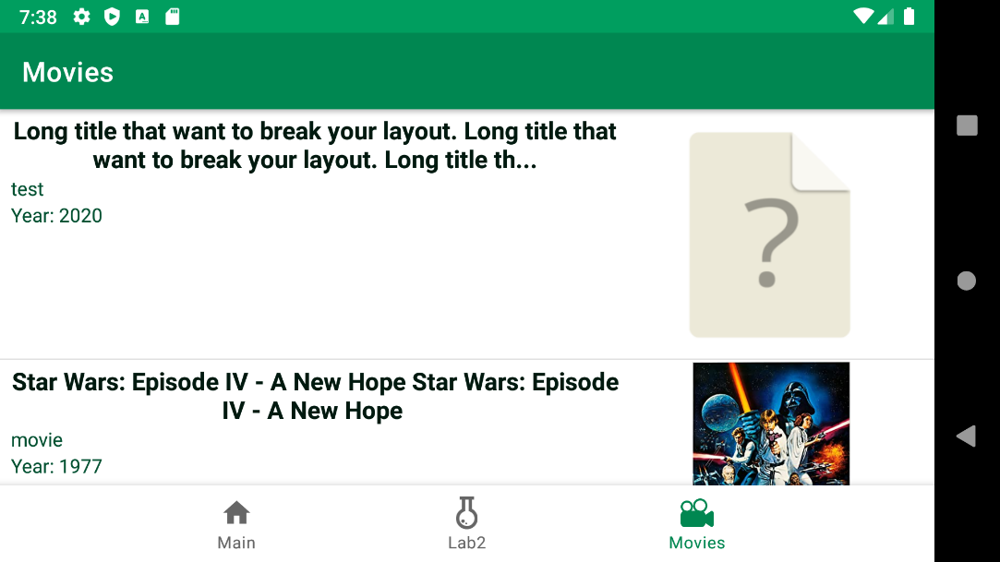 7:38
Movies
Long title that want to break your layout. Long title that
want to break your layout. Long title th...
test
Year: 2020
?
Star Wars: Episode IV - A New Hope Star Wars: Episode
IV - A New Hope
movie
Year: 1977
Main
Lab2
Movies